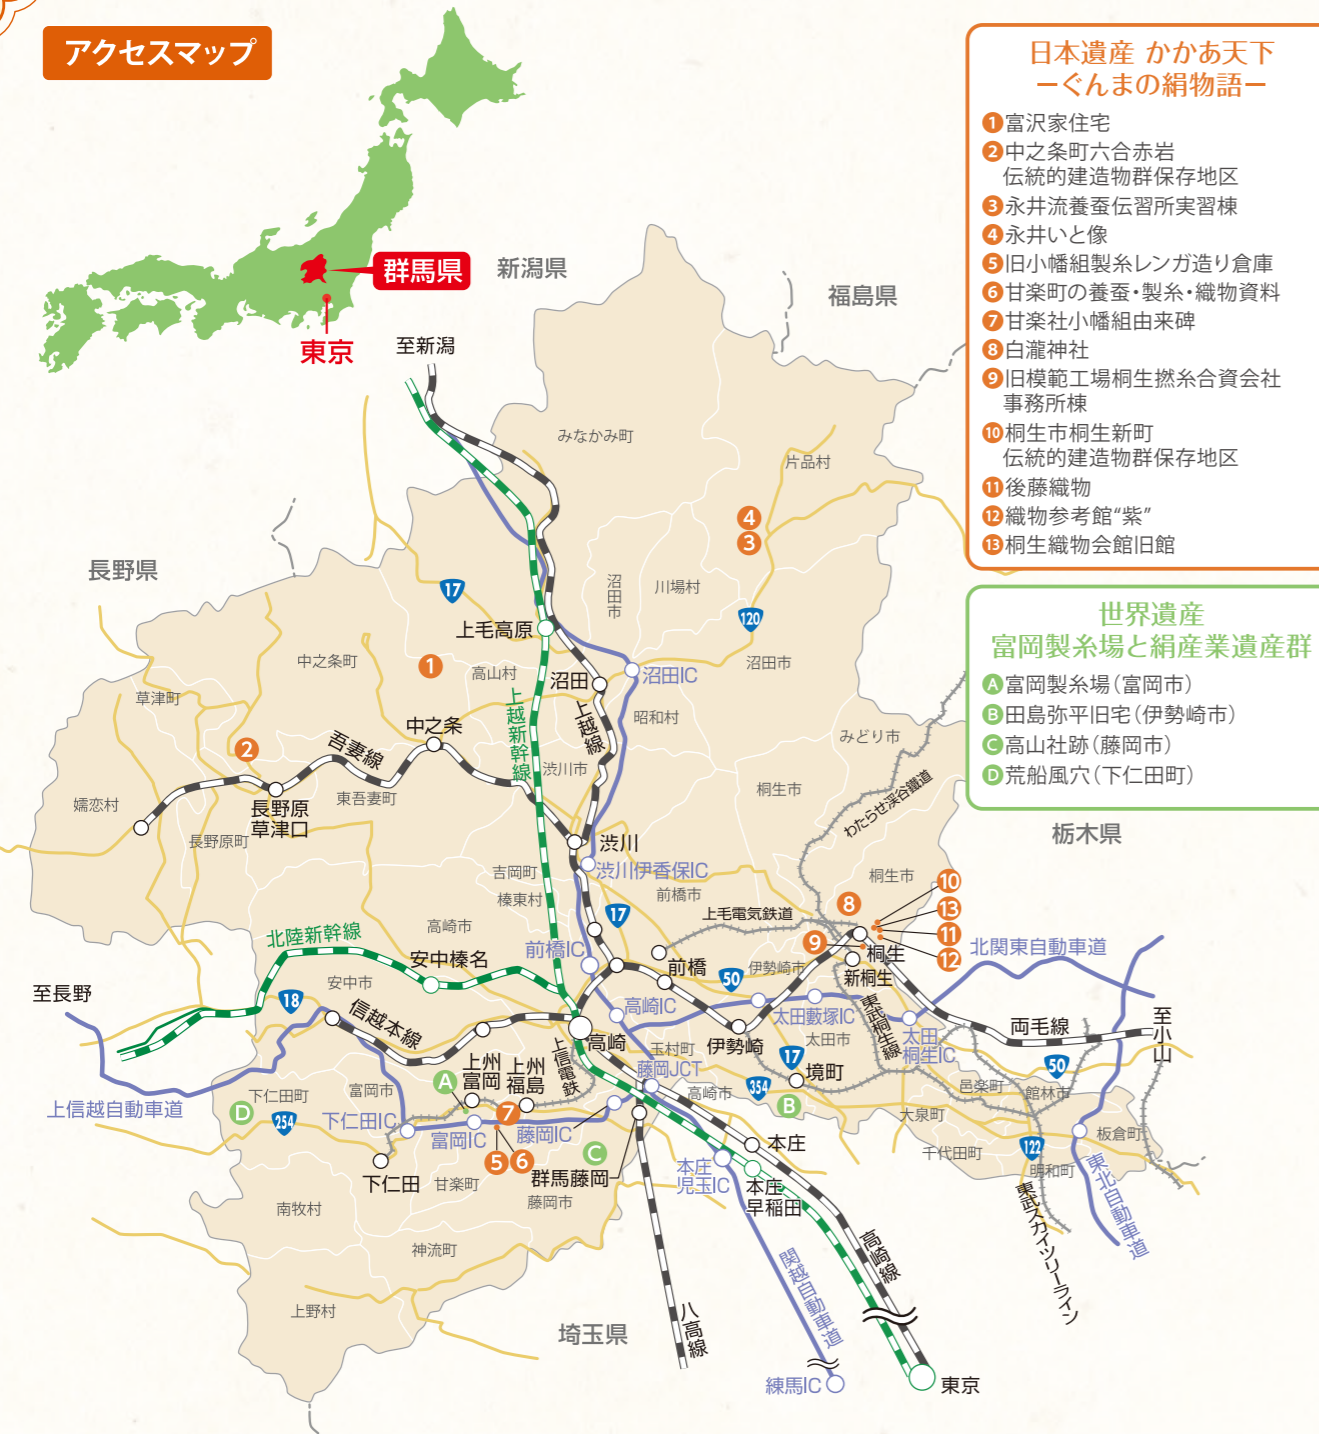 アクセスマップ
群馬県
東京
日本遺産 かかあ天下
ーぐんまの絹物語ー
1富沢家住宅
2中之条町六合赤岩
伝統的建造物群保存地区
3永井流養蚕伝習所実習棟
4永井いと像
5旧小幡組製糸レンガ造り倉庫
6甘楽町の養蚕・製糸・織物資料
7甘楽社小幡組由来碑
8白瀧神社
9旧模範工場桐生撚糸合資会社
事務所棟
10桐生市桐生新町
伝統的建造物群保存地区
11後藤織物
12織物参考館“紫”
13桐生織物会館旧館
世界遺産
富岡製糸場と絹産業遺産群
A富岡製糸場（富岡市）
B田島弥平旧宅（伊勢崎市）
C高山社跡（藤岡市）
D荒船風穴（下仁田町）
新潟県
福島県
至新潟
みなかみ町
片品村
4
3
長野県
17
沼田市
川場村
120
上毛高原
中之条町
1
高山村
沼田
沼田IC
沼田市
草津町
上越新幹線
上越線
昭和村
中之条
みどり市
2
吾妻線
渋川市
桐生市
わたらせ渓谷鐵道
嬬恋村
長野原
草津口
東吾妻町
長野原町
渋川
栃木県
渋川伊香保IC
吉岡町
榛東村
前橋市
桐生市
10
13
11
12
8
9
17
上毛電気鉄道
高崎市
北陸新幹線
安中榛名
前橋IC
前橋
50
伊勢崎市
桐生
新桐生
北関東自動車道
至長野
安中市
18
信越本線
高崎IC
太田藪塚IC
東武桐生線
太田
桐生IC
両毛線
至小山
高崎
玉村町
伊勢崎
太田市
17
50
上信越自動車道
下仁田町
D
254
富岡市
A
上州
富岡
上州
福島
上信電鉄
藤岡JCT
高崎市
354
境町
B
邑楽町
館林市
大泉町
下仁田IC
富岡IC
7
藤岡IC
5
6
C
群馬藤岡
本庄
千代田町
122
明和町
板倉町
下仁田
甘楽町
藤岡市
本庄
児玉IC
本庄
早稲田
南牧村
神流町
上野村
埼玉県
八高線
関越自動車道
高崎線
東武スカイツリーライン
東北自動車道
練馬IC
東京